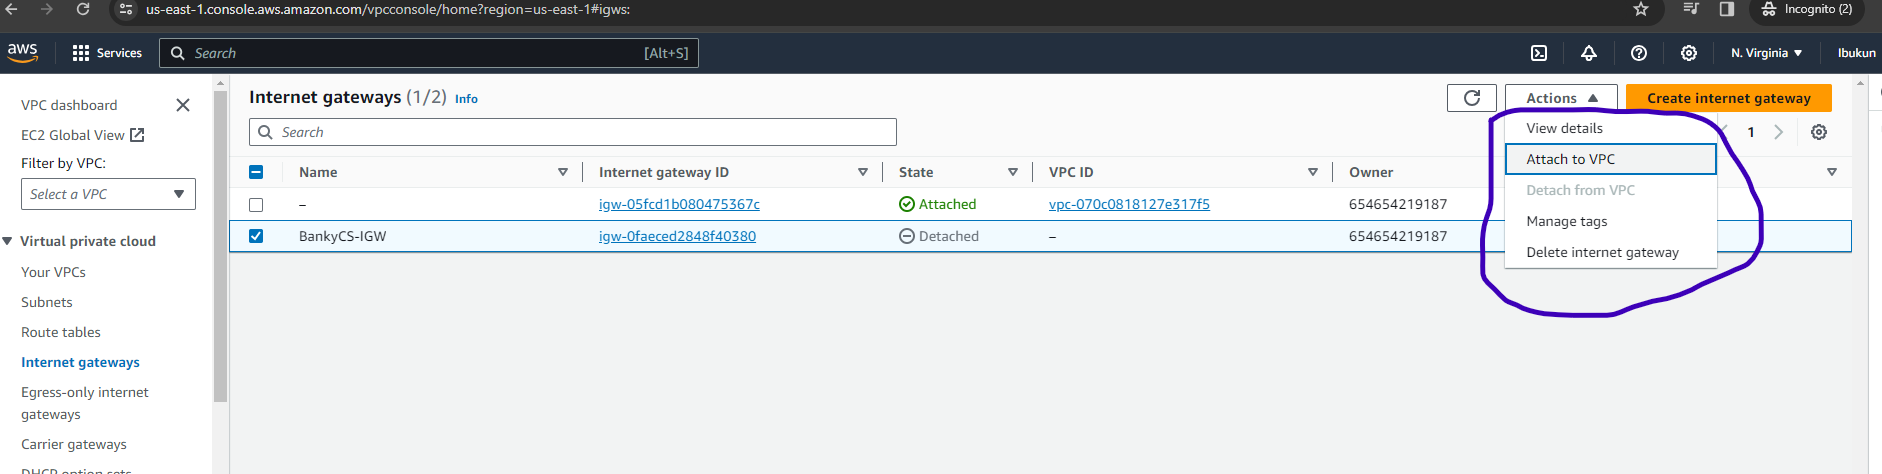 us-east-1.console.aws.amazon.com/vpcconsole/home?region=us-east-1#igws:
Incognito (2)
aws
Services
Search
[Alt+S]
N. Virginia
Ibukun
VPC dashboard
EC2 Global View
Filter by VPC:
Select a VPC
Virtual private cloud
Your VPCs
Subnets
Route tables
Internet gateways
Egress-only internet
gateways
Carrier gateways
DHCP option sets
Internet gateways (1/2) Info
Actions
Create internet gateway
Search
1
Name Internet gateway ID State VPC ID Owner
– igw-05fcd1b080475367c Attached vpc-070c0818127e317f5 654654219187
BankyCS-IGW igw-0faeced2848f40380 Detached – 654654219187
View details
Attach to VPC
Detach from VPC
Manage tags
Delete internet gateway